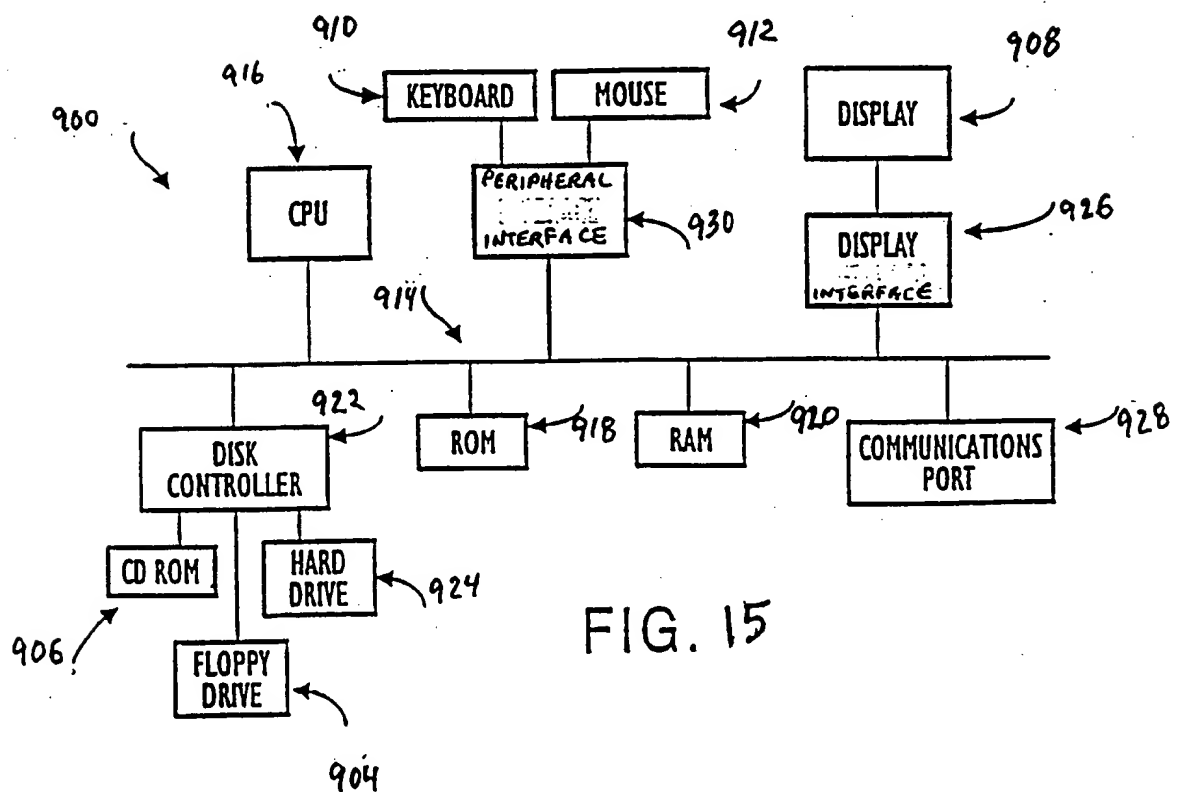 910
912
908
916
KEYBOARD
MOUSE
DISPLAY
900
CPU
PERIPHERAL
INTERFACE
930
926
DISPLAY
INTERFACE
914
922
DISK
CONTROLLER
ROM
918
RAM
920
COMMUNICATIONS
PORT
928
CD ROM
HARD
DRIVE
924
906
FLOPPY
DRIVE
FIG. 15
904